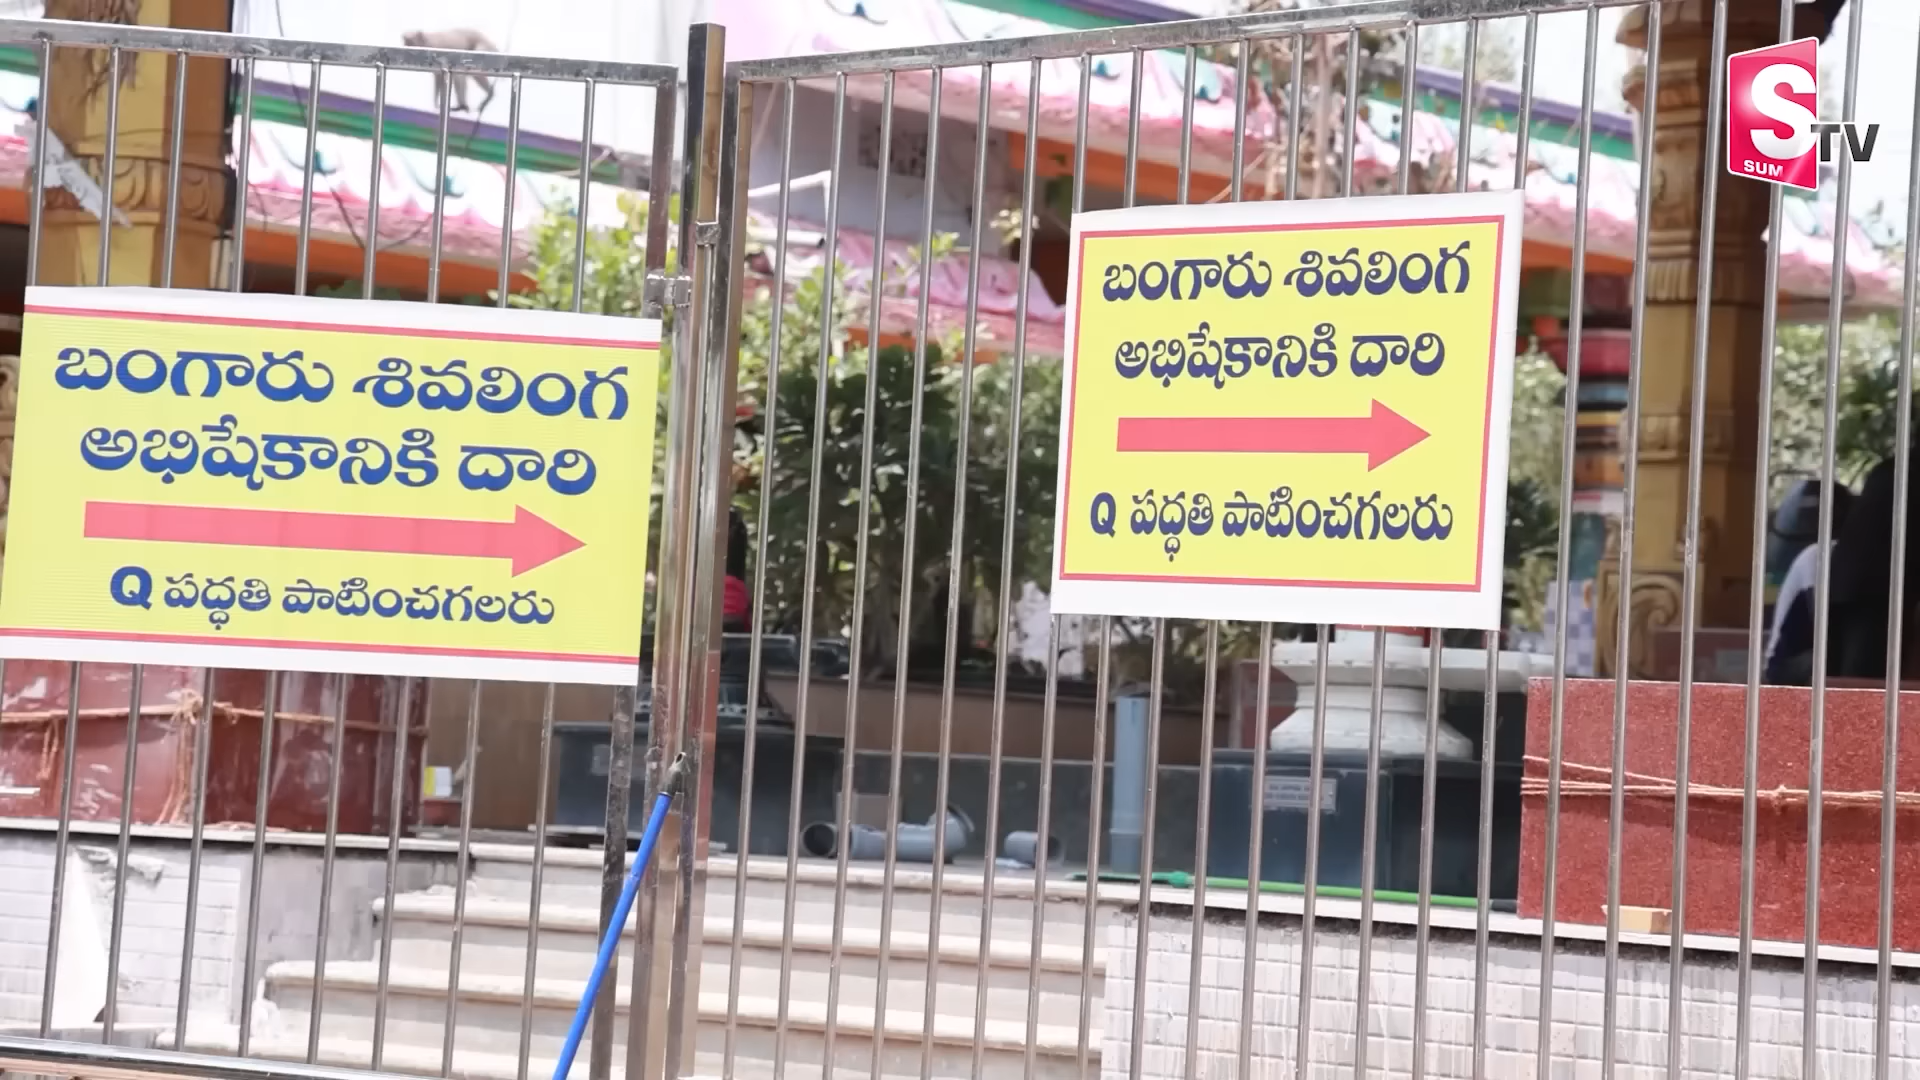 బంగారు శివలింగ
అభిషేకానికి దారి
Q పద్ధతి పాటించగలరు
బంగారు శివలింగ
అభిషేకానికి దారి
Q పద్ధతి పాటించగలరు
S TV
SUM